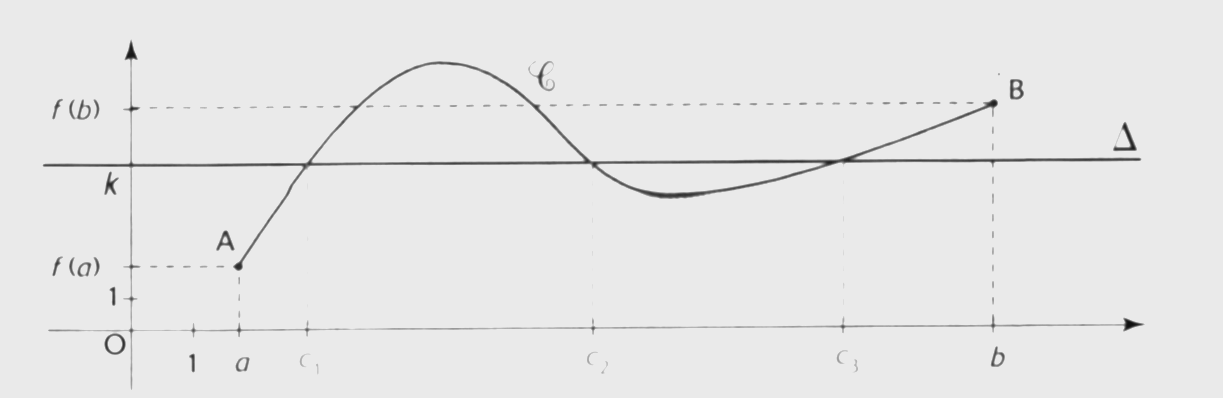 𝒞
B
f(b)
Δ
k
A
f(a)
1
O
1 a c₁ c₂ c₃ b